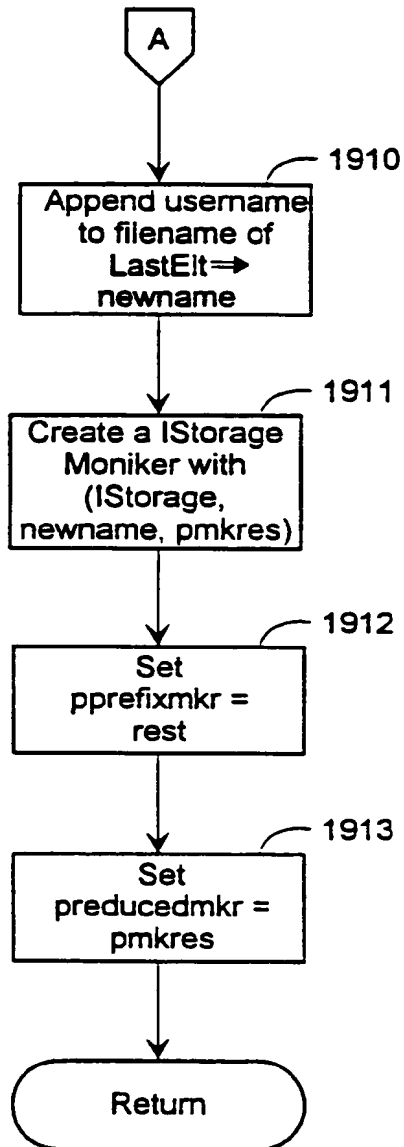 A
1910
Append username
to filename of
LastElt⇒
newname
1911
Create a IStorage
Moniker with
(IStorage,
newname, pmkres)
1912
Set
pprefixmkr =
rest
1913
Set
preducedmkr =
pmkres
Return